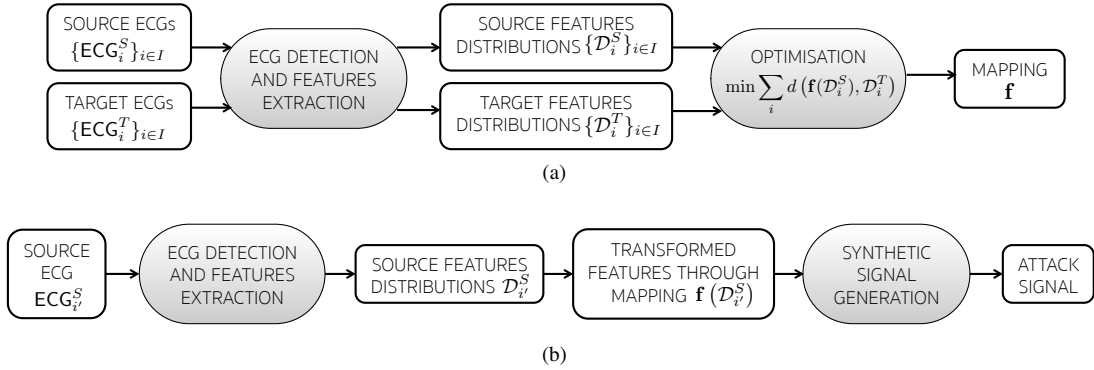 SOURCE ECGs
{ECG_i^S}_{i∈I}
TARGET ECGs
{ECG_i^T}_{i∈I}
ECG DETECTION
AND FEATURES
EXTRACTION
SOURCE FEATURES
DISTRIBUTIONS {𝒟_i^S}_{i∈I}
TARGET FEATURES
DISTRIBUTIONS {𝒟_i^T}_{i∈I}
OPTIMISATION
min ∑_i d (f(𝒟_i^S), 𝒟_i^T)
MAPPING
f
(a)
SOURCE
ECG
ECG_{i'}^S
ECG DETECTION
AND FEATURES
EXTRACTION
SOURCE FEATURES
DISTRIBUTIONS 𝒟_{i'}^S
TRANSFORMED
FEATURES THROUGH
MAPPING f (𝒟_{i'}^S)
SYNTHETIC
SIGNAL
GENERATION
ATTACK
SIGNAL
(b)